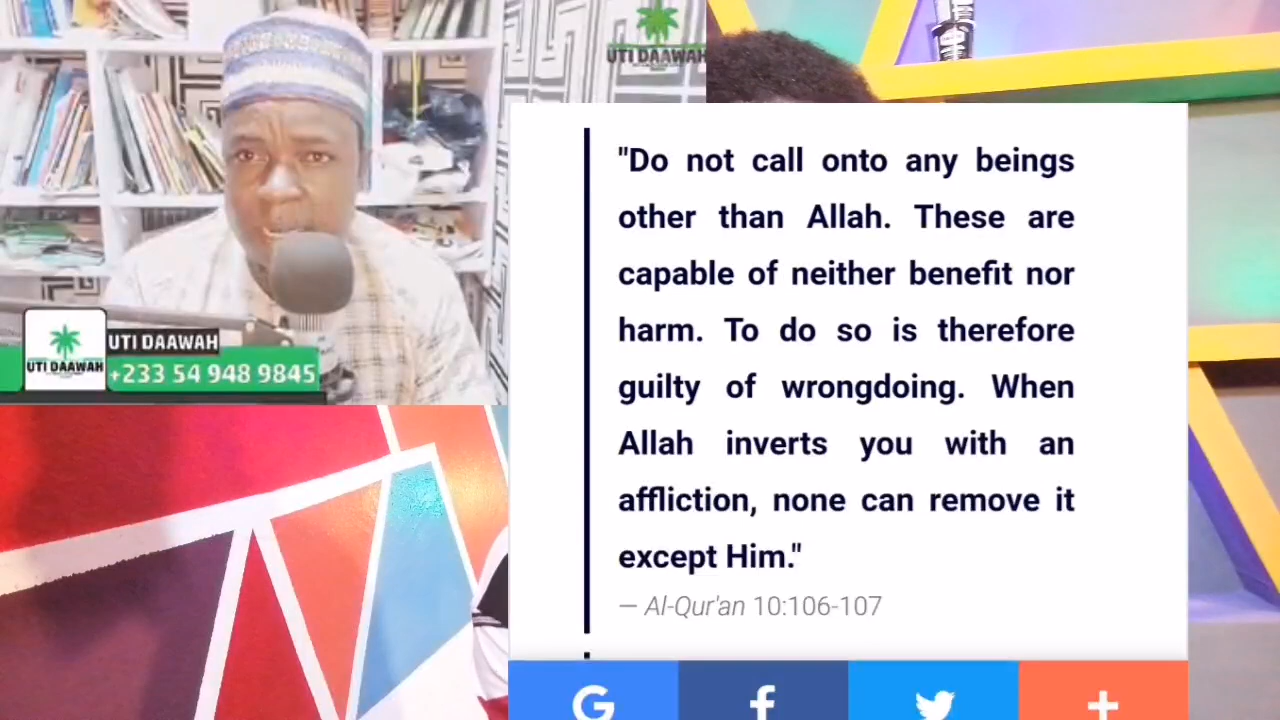 UTI DAAWAH
"Do not call onto any beings
other than Allah. These are
capable of neither benefit nor
harm. To do so is therefore
guilty of wrongdoing. When
Allah inverts you with an
affliction, none can remove it
except Him."
— Al-Qur'an 10:106-107
UTI DAAWAH
UTI DAAWAH
+233 54 948 9845